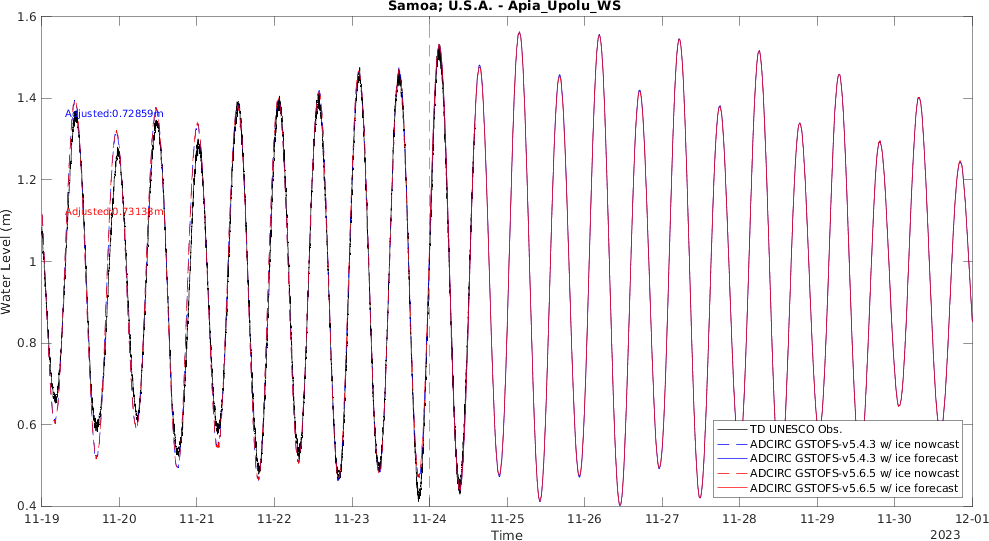 Samoa; U.S.A. - Apia_Upolu_WS
1.6
1.4
1.2
1
0.8
0.6
0.4
Water Level (m)
Adjusted:0.72859m
Adjusted:0.73133m
TD UNESCO Obs.
ADCIRC GSTOFS-v5.4.3 w/ ice nowcast
ADCIRC GSTOFS-v5.4.3 w/ ice forecast
ADCIRC GSTOFS-v5.6.5 w/ ice nowcast
ADCIRC GSTOFS-v5.6.5 w/ ice forecast
11-19 11-20 11-21 11-22 11-23 11-24 11-25 11-26 11-27 11-28 11-29 11-30 12-01
Time 2023